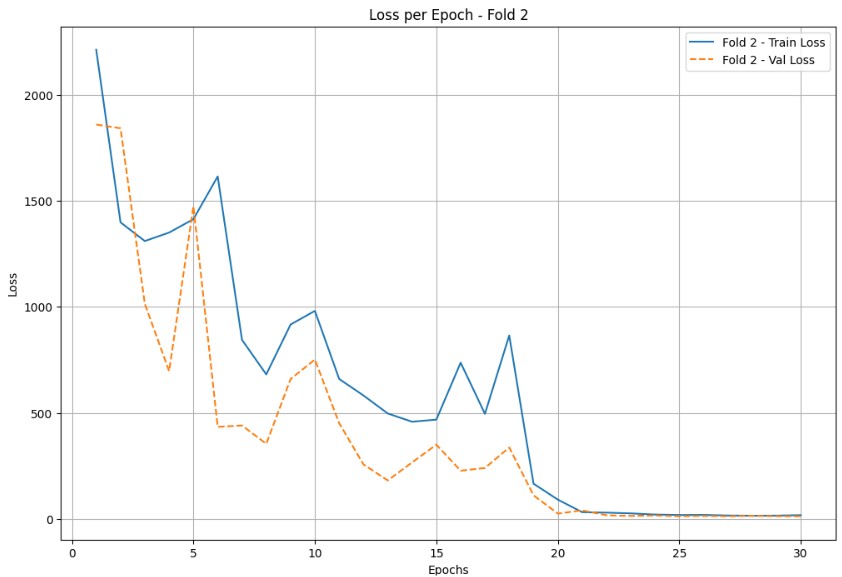 Loss per Epoch - Fold 2
Fold 2 - Train Loss
Fold 2 - Val Loss
2000
1500
1000
500
0
Loss
0 5 10 15 20 25 30
Epochs